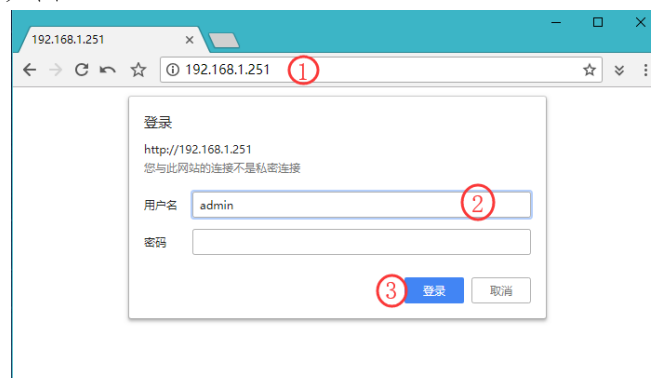 192.168.1.251
192.168.1.251 ①
登录
http://192.168.1.251
您与此网站的连接不是私密连接
用户名 admin ②
密码
③ 登录 取消